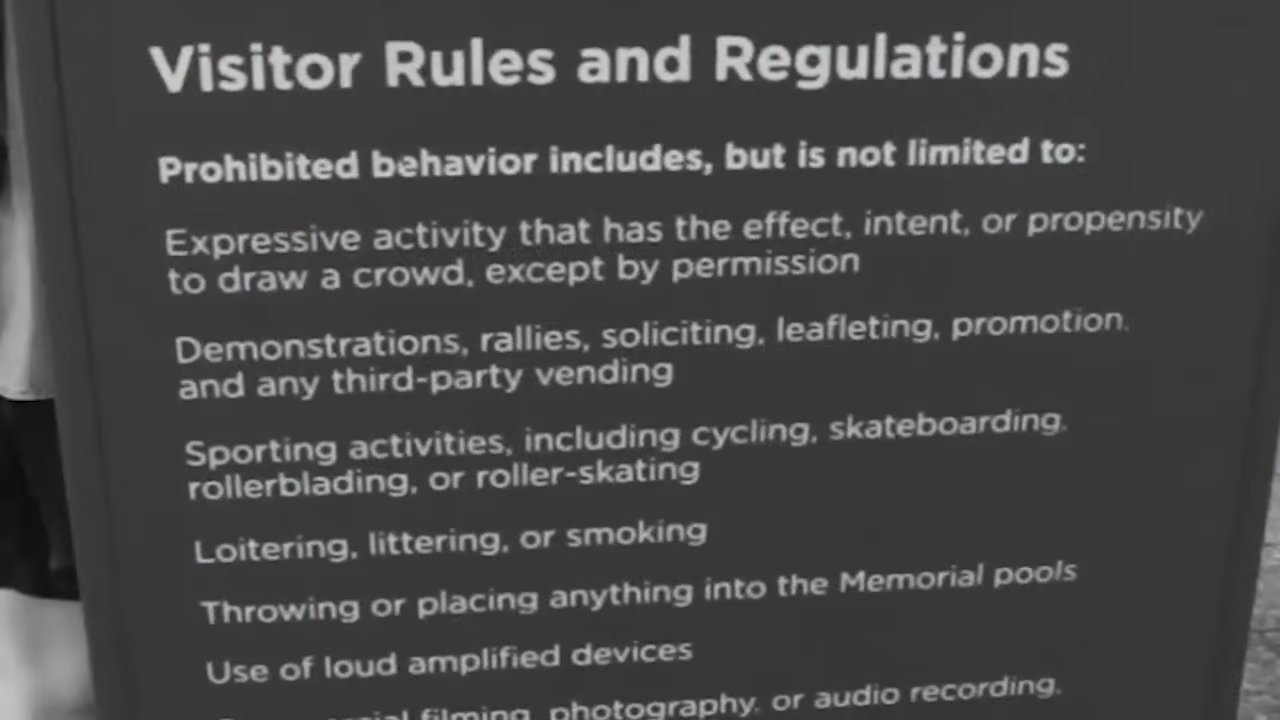 Visitor Rules and Regulations
Prohibited behavior includes, but is not limited to:
Expressive activity that has the effect, intent, or propensity
to draw a crowd, except by permission
Demonstrations, rallies, soliciting, leafleting, promotion,
and any third-party vending
Sporting activities, including cycling, skateboarding,
rollerblading, or roller-skating
Loitering, littering, or smoking
Throwing or placing anything into the Memorial pools
Use of loud amplified devices
filming, photography, or audio recording,